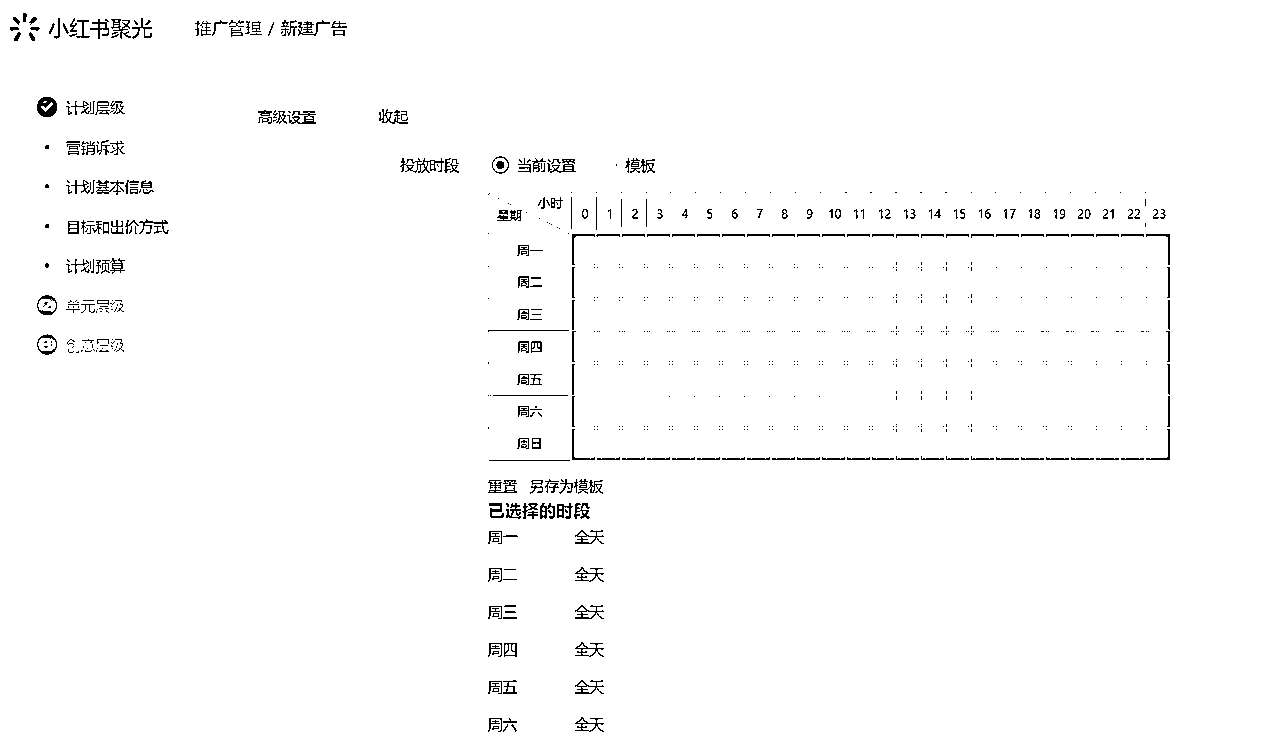 小红书聚光 推广管理 / 新建广告
计划层级
营销诉求
计划基本信息
目标和出价方式
计划预算
单元层级
创意层级
高级设置 收起
投放时段 当前设置 模板
小时
星期 0 1 2 3 4 5 6 7 8 9 10 11 12 13 14 15 16 17 18 19 20 21 22 23
周一
周二
周三
周四
周五
周六
周日
重置 另存为模板
已选择的时段
周一 全天
周二 全天
周三 全天
周四 全天
周五 全天
周六 全天